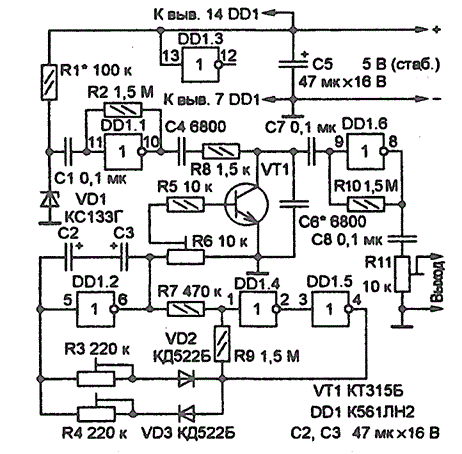 К выв. 14 DD1
+
DD1.3
13 1 12
R1* 100 к
C5
5 В (стаб.)
47 мк×16 В
R2 1,5 М
К выв. 7 DD1
−
DD1.1
C4 6800
C7 0,1 мк
DD1.6
11 1 10
9 1 8
R8 1,5 к
VT1
C1 0,1 мк
R5 10 к
R10 1,5 М
VD1
КС133Г
C6* 6800
C8 0,1 мк
C2
+
C3
+
R6 10 к
R11
10 к
Выход
DD1.2
R7 470 к
DD1.4
DD1.5
5 1 6
1 1 2
3 1 4
R3 220 к
VD2
КД522Б
R9 1,5 М
R4 220 к
VD3 КД522Б
VT1 КТ315Б
DD1 К561ЛН2
C2, C3 47 мк×16 В